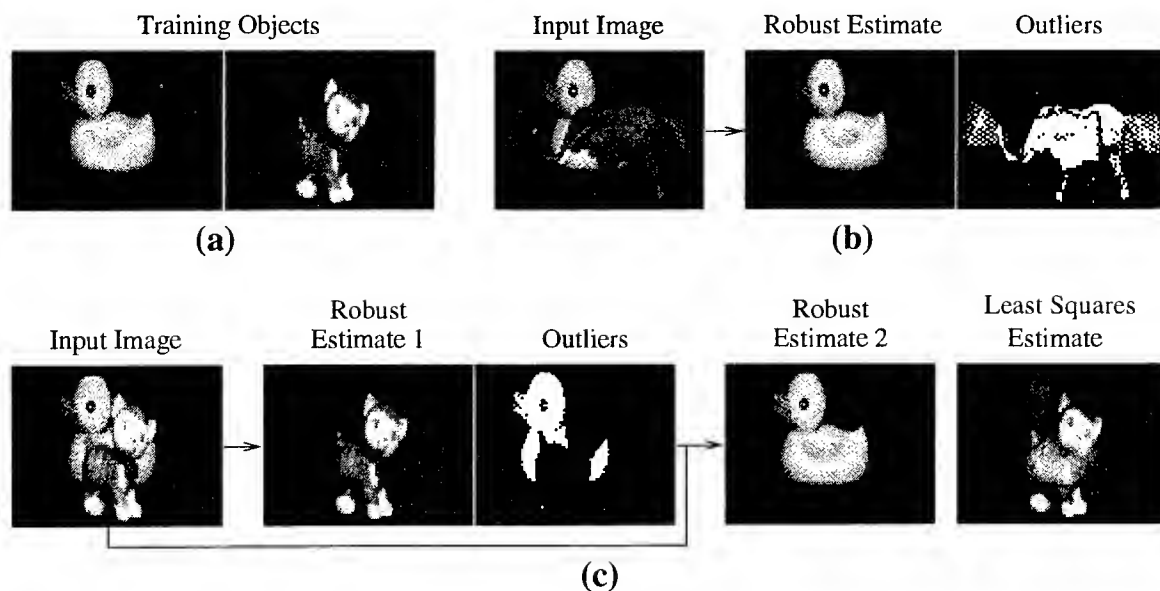 Training Objects
Input Image
Robust Estimate
Outliers
(a)
(b)
Input Image
Robust
Estimate 1
Outliers
Robust
Estimate 2
Least Squares
Estimate
(c)